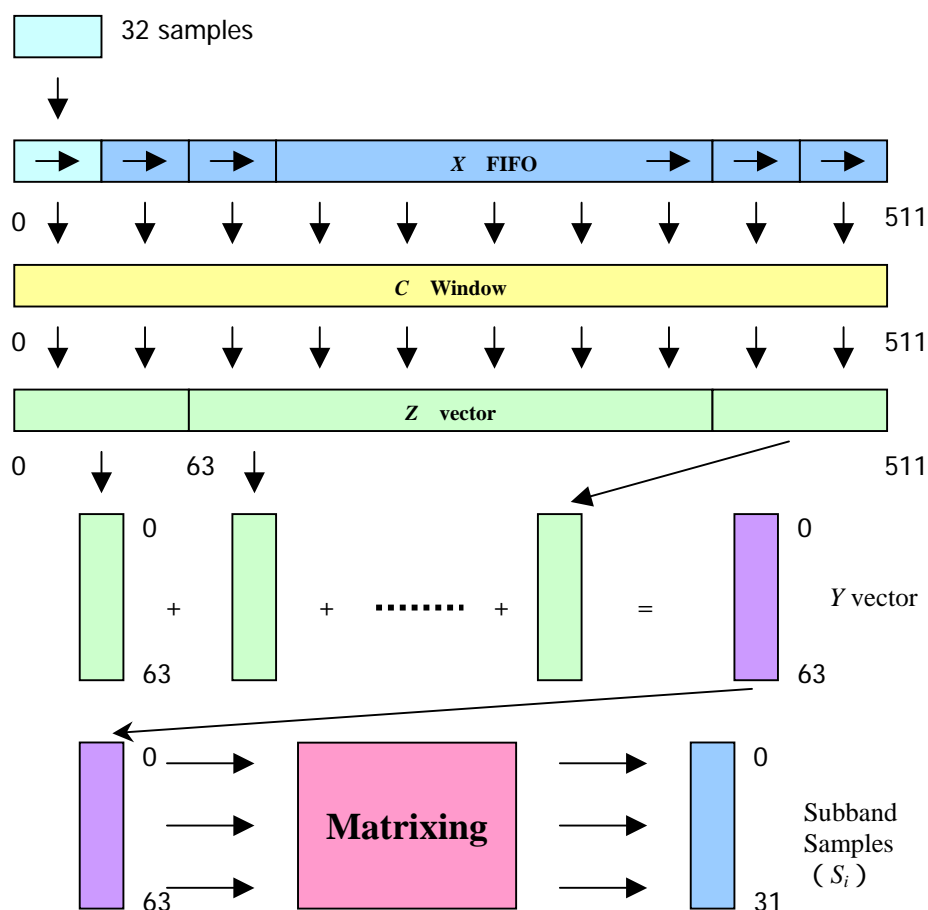 32 samples
X FIFO
0 511
C Window
0 511
Z vector
0 63 511
0 0
+ + ......... + = Y vector
63 63
0 0
Matrixing
Subband
Samples
( Si )
63 31